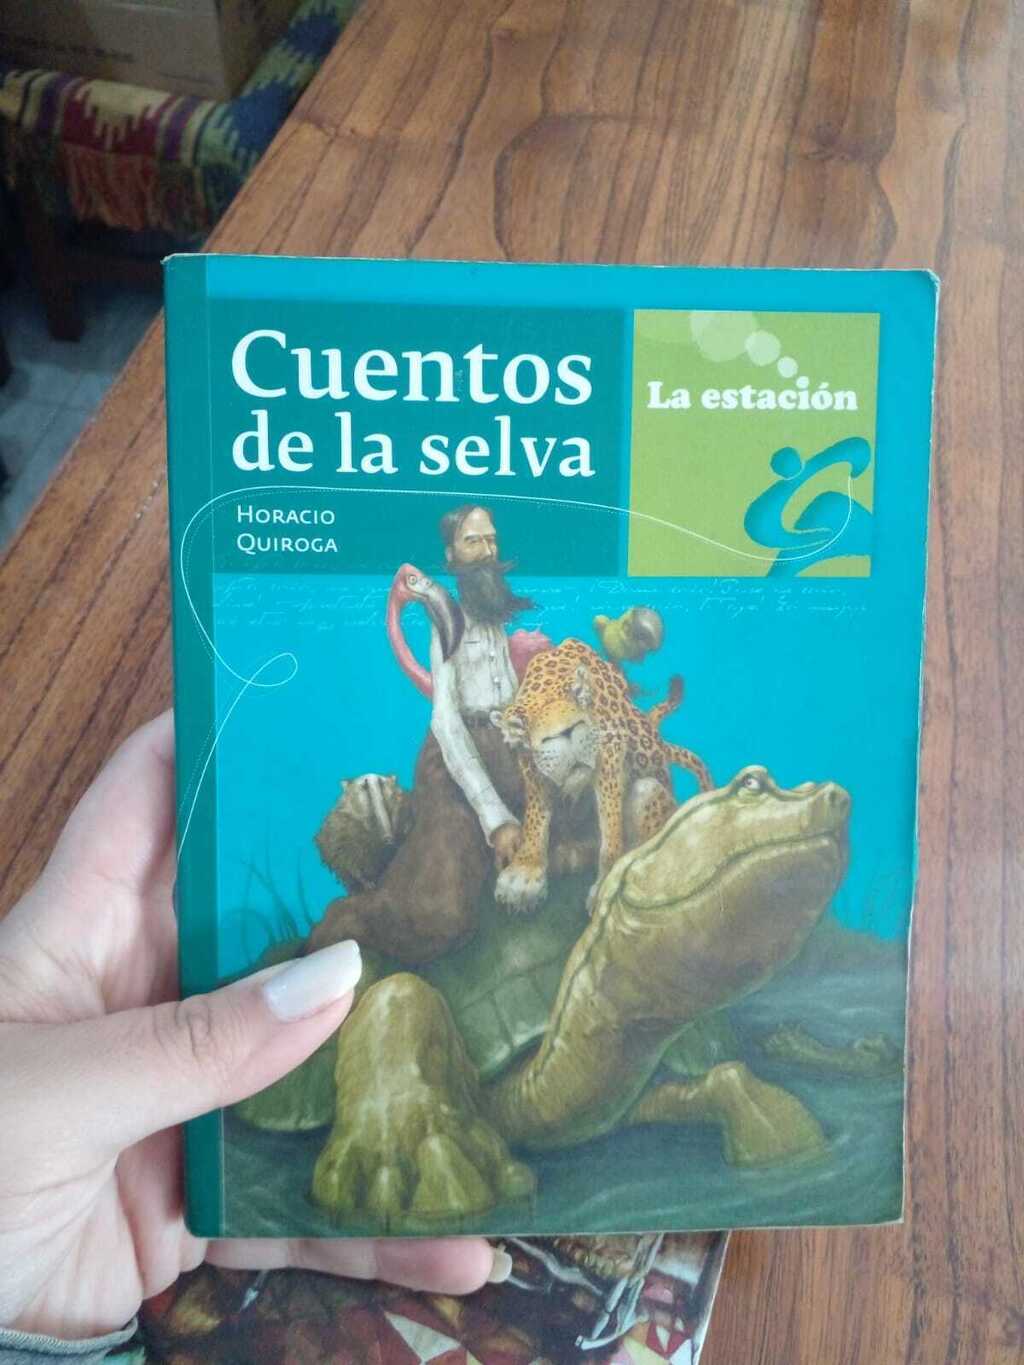 Cuentos
de la selva
HORACIO
QUIROGA
La estación